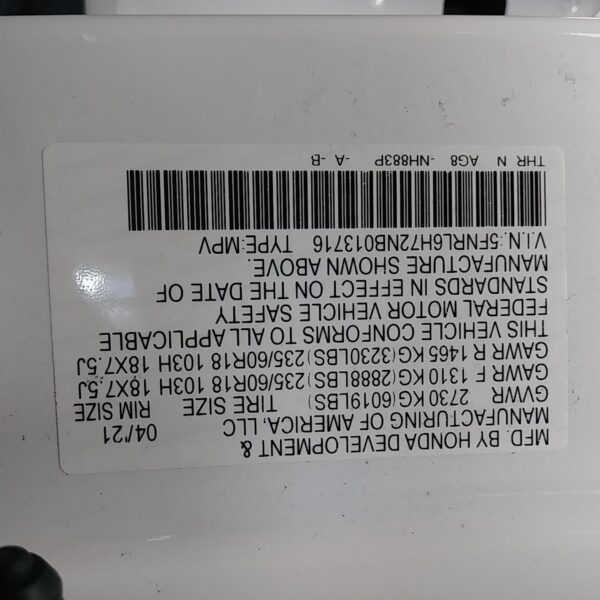 MFD. BY HONDA DEVELOPMENT &
MANUFACTURING OF AMERICA, LLC 04/'21
GVWR 2730 KG(6019LBS) TIRE SIZE RIM SIZE
GAWR F 1310 KG(2888LBS) 235/60R18 103H 18X7.5J
GAWR R 1465 KG(3230LBS) 235/60R18 103H 18X7.5J
THIS VEHICLE CONFORMS TO ALL APPLICABLE
FEDERAL MOTOR VEHICLE SAFETY
STANDARDS IN EFFECT ON THE DATE OF
MANUFACTURE SHOWN ABOVE.
V.I.N.:5FNRL6H72NB013716 TYPE:MPV
THR N AG8 -NH883P -A -B